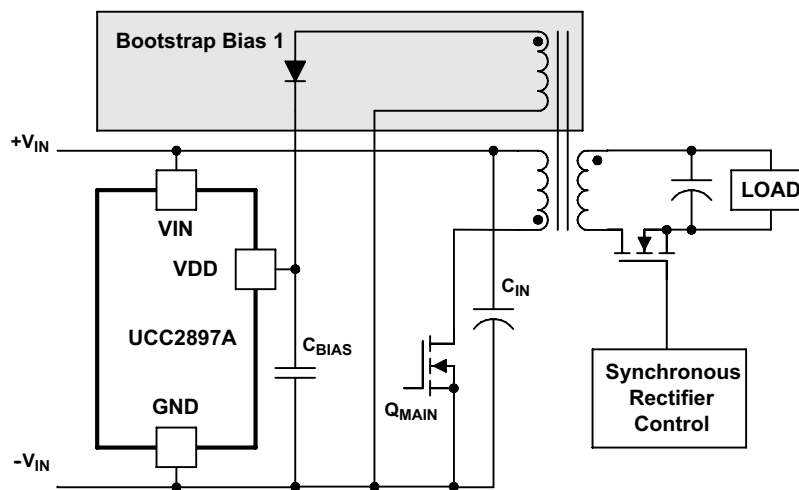 Bootstrap Bias 1
+VIN
VIN
LOAD
VDD
CIN
UCC2897A
CBIAS
Synchronous
Rectifier
Control
QMAIN
GND
-VIN